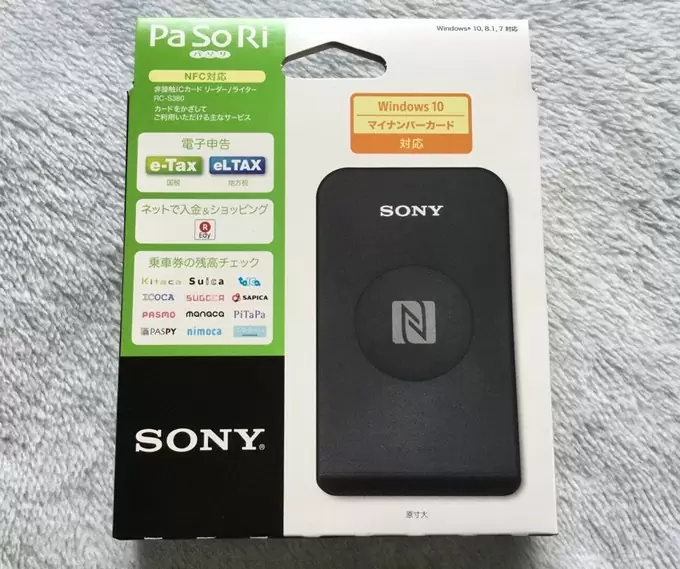 PaSoRi
パソリ
NFC対応
非接触ICカード リーダー/ライター
RC-S380
カードをかざして
ご利用いただける主なサービス
電子申告
e-Tax eLTAX
国税 地方税
ネットで入金&ショッピング
R
Edy
乗車券の残高チェック
Kitaca Suica
ICOCA SUGOCA SAPICA
PASMO manaca PiTaPa
PASPY nimoca
SONY®
Windows® 10, 8.1, 7 対応
Windows 10
マイナンバーカード
対応
SONY
N
原寸大